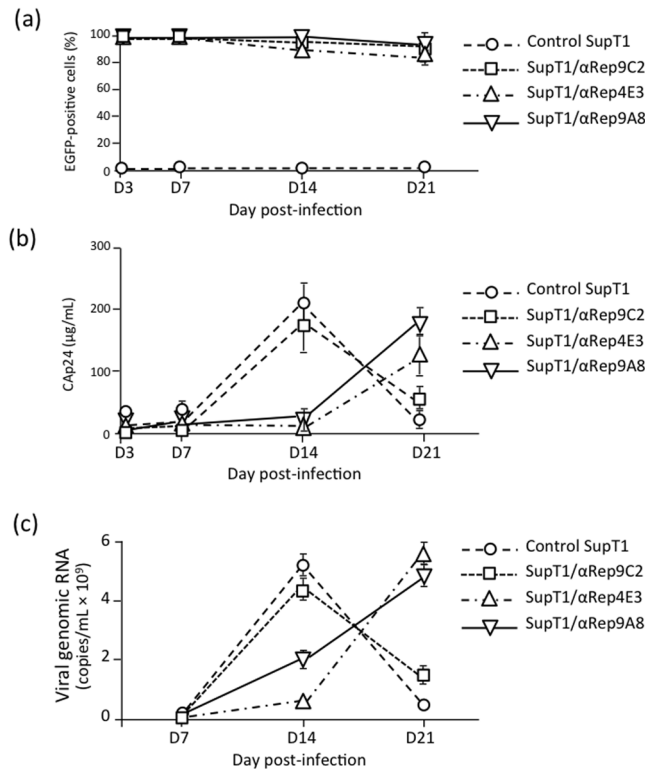 (a)
EGFP-positive cells (%)
100
80
60
40
20
0
D3 D7 D14 D21
Day post-infection
Control SupT1
SupT1/αRep9C2
SupT1/αRep4E3
SupT1/αRep9A8
(b)
CAp24 (µg/mL)
300
200
100
0
D3 D7 D14 D21
Day post-infection
Control SupT1
SupT1/αRep9C2
SupT1/αRep4E3
SupT1/αRep9A8
(c)
Viral genomic RNA
(copies/mL × 10⁹)
6
4
2
0
D7 D14 D21
Day post-infection
Control SupT1
SupT1/αRep9C2
SupT1/αRep4E3
SupT1/αRep9A8